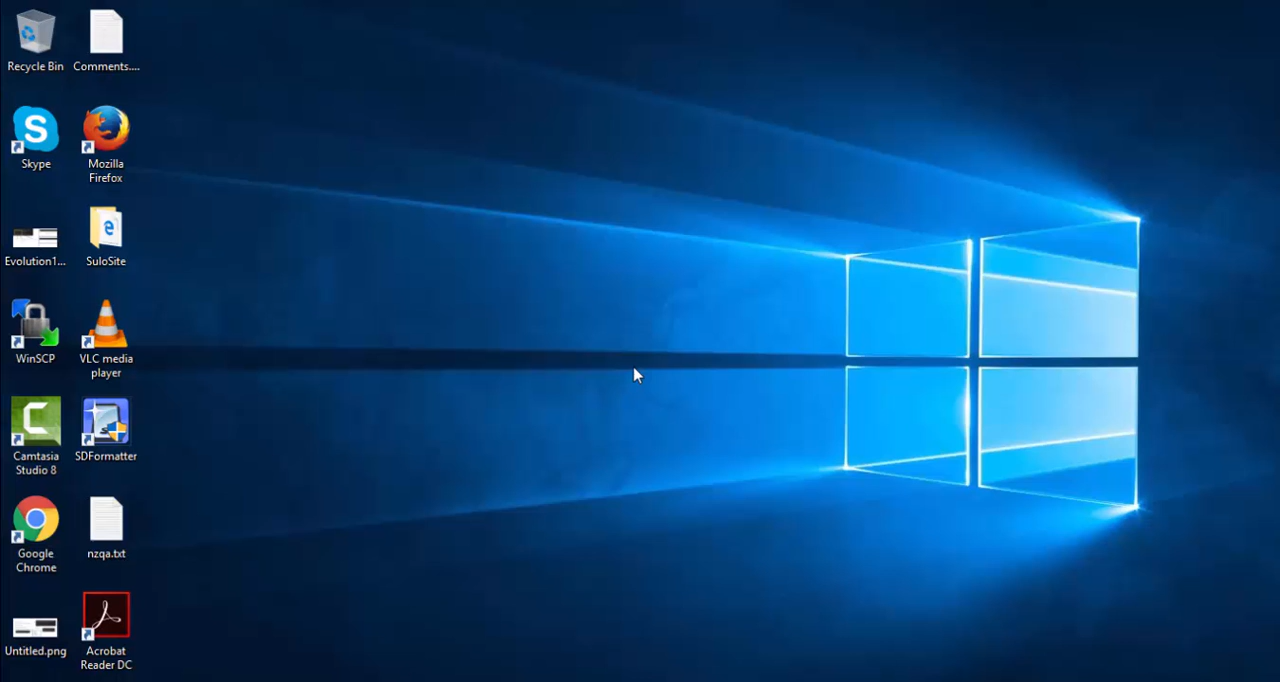 Recycle Bin
Comments....
Skype
Mozilla
Firefox
Evolution1...
SuloSite
WinSCP
VLC media
player
Camtasia
Studio 8
SDFormatter
Google
Chrome
nzqa.txt
Untitled.png
Acrobat
Reader DC